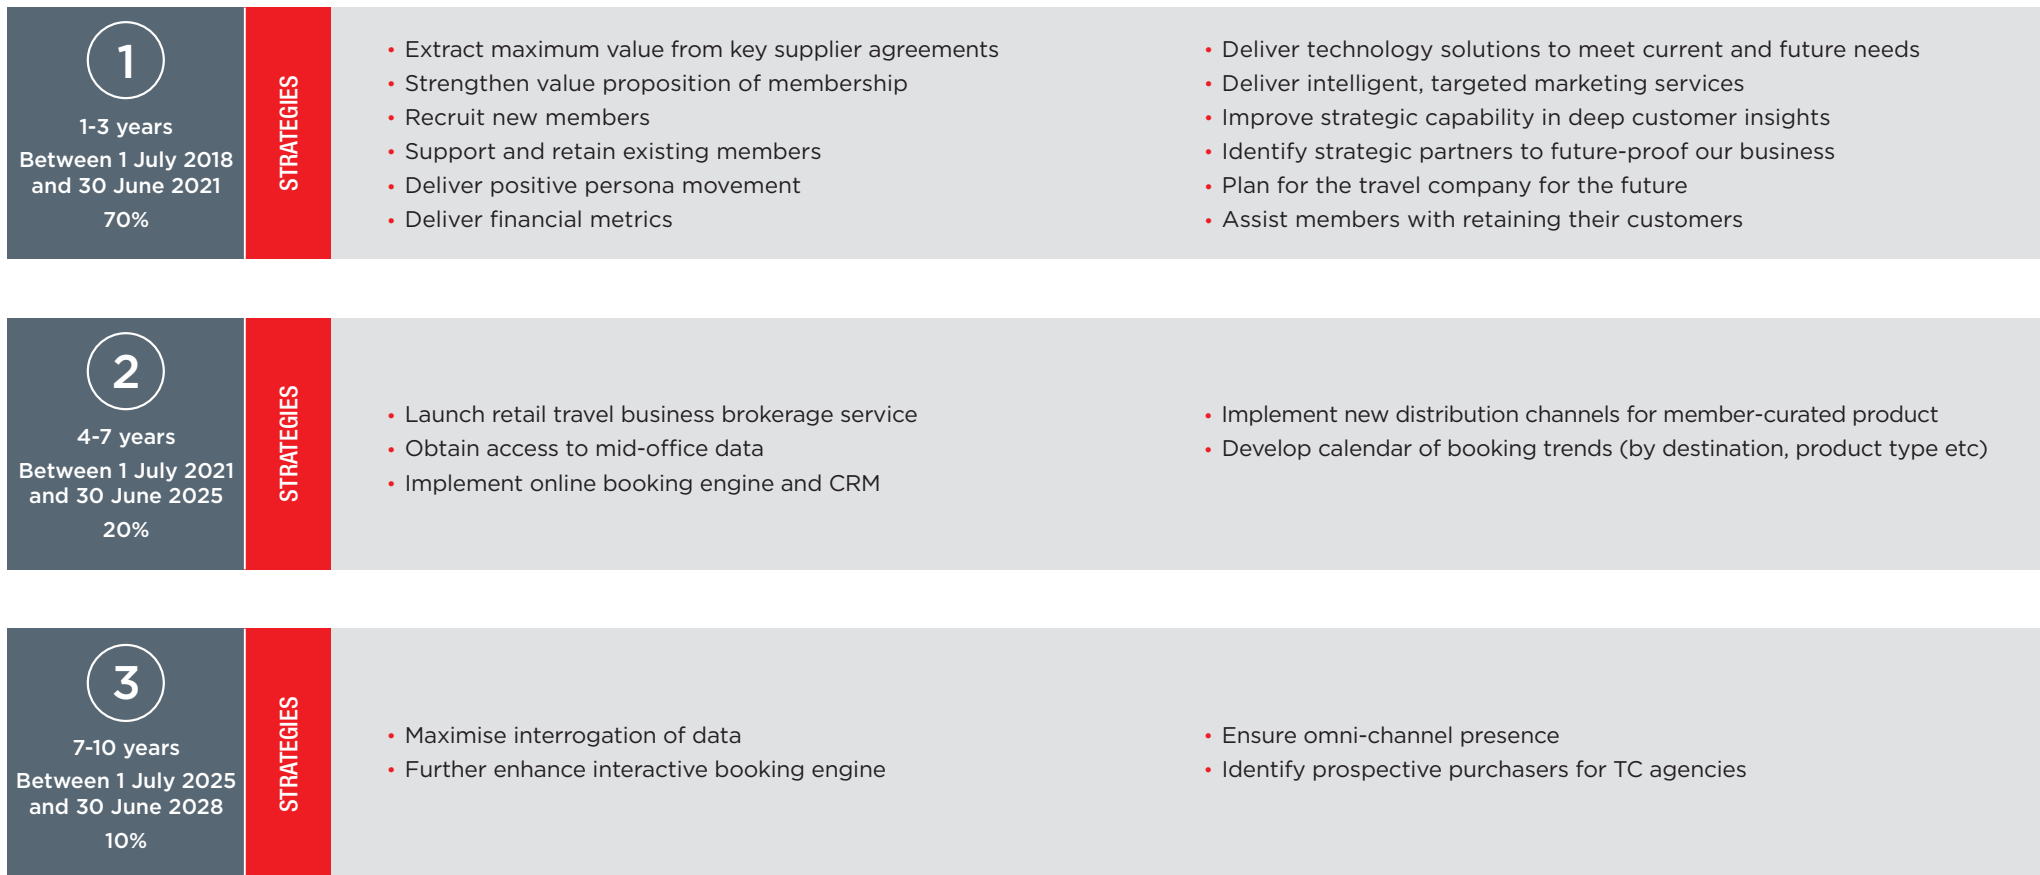 1
1-3 years
Between 1 July 2018
and 30 June 2021
70%
STRATEGIES
• Extract maximum value from key supplier agreements
• Strengthen value proposition of membership
• Recruit new members
• Support and retain existing members
• Deliver positive persona movement
• Deliver financial metrics
• Deliver technology solutions to meet current and future needs
• Deliver intelligent, targeted marketing services
• Improve strategic capability in deep customer insights
• Identify strategic partners to future-proof our business
• Plan for the travel company for the future
• Assist members with retaining their customers
2
4-7 years
Between 1 July 2021
and 30 June 2025
20%
STRATEGIES
• Launch retail travel business brokerage service
• Obtain access to mid-office data
• Implement online booking engine and CRM
• Implement new distribution channels for member-curated product
• Develop calendar of booking trends (by destination, product type etc)
3
7-10 years
Between 1 July 2025
and 30 June 2028
10%
STRATEGIES
• Maximise interrogation of data
• Further enhance interactive booking engine
• Ensure omni-channel presence
• Identify prospective purchasers for TC agencies